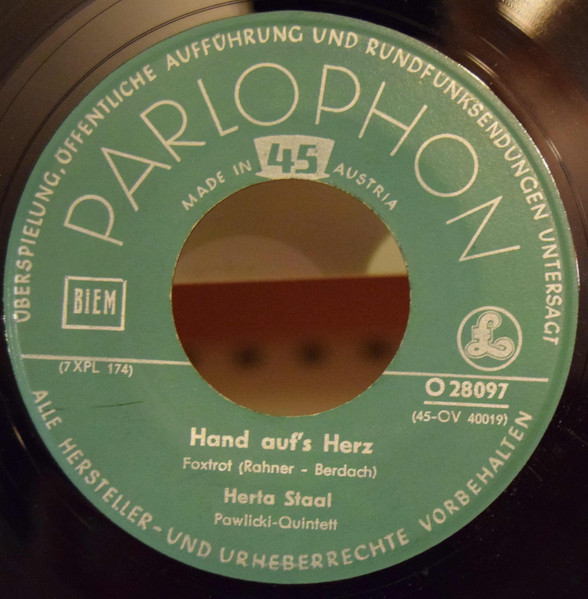 ÜBERSPIELUNG, ÖFFENTLICHE AUFFÜHRUNG UND RUNDFUNKSENDUNGEN UNTERSAGT
PARLOPHON
45
MADE IN AUSTRIA
BIEM
£
(7XPL 174)
O 28097
(45-OV 40019)
Hand auf's Herz
Foxtrot (Rahner - Berdach)
Herta Staal
Pawlicki-Quintett
ALLE HERSTELLER- UND URHEBERRECHTE VORBEHALTEN